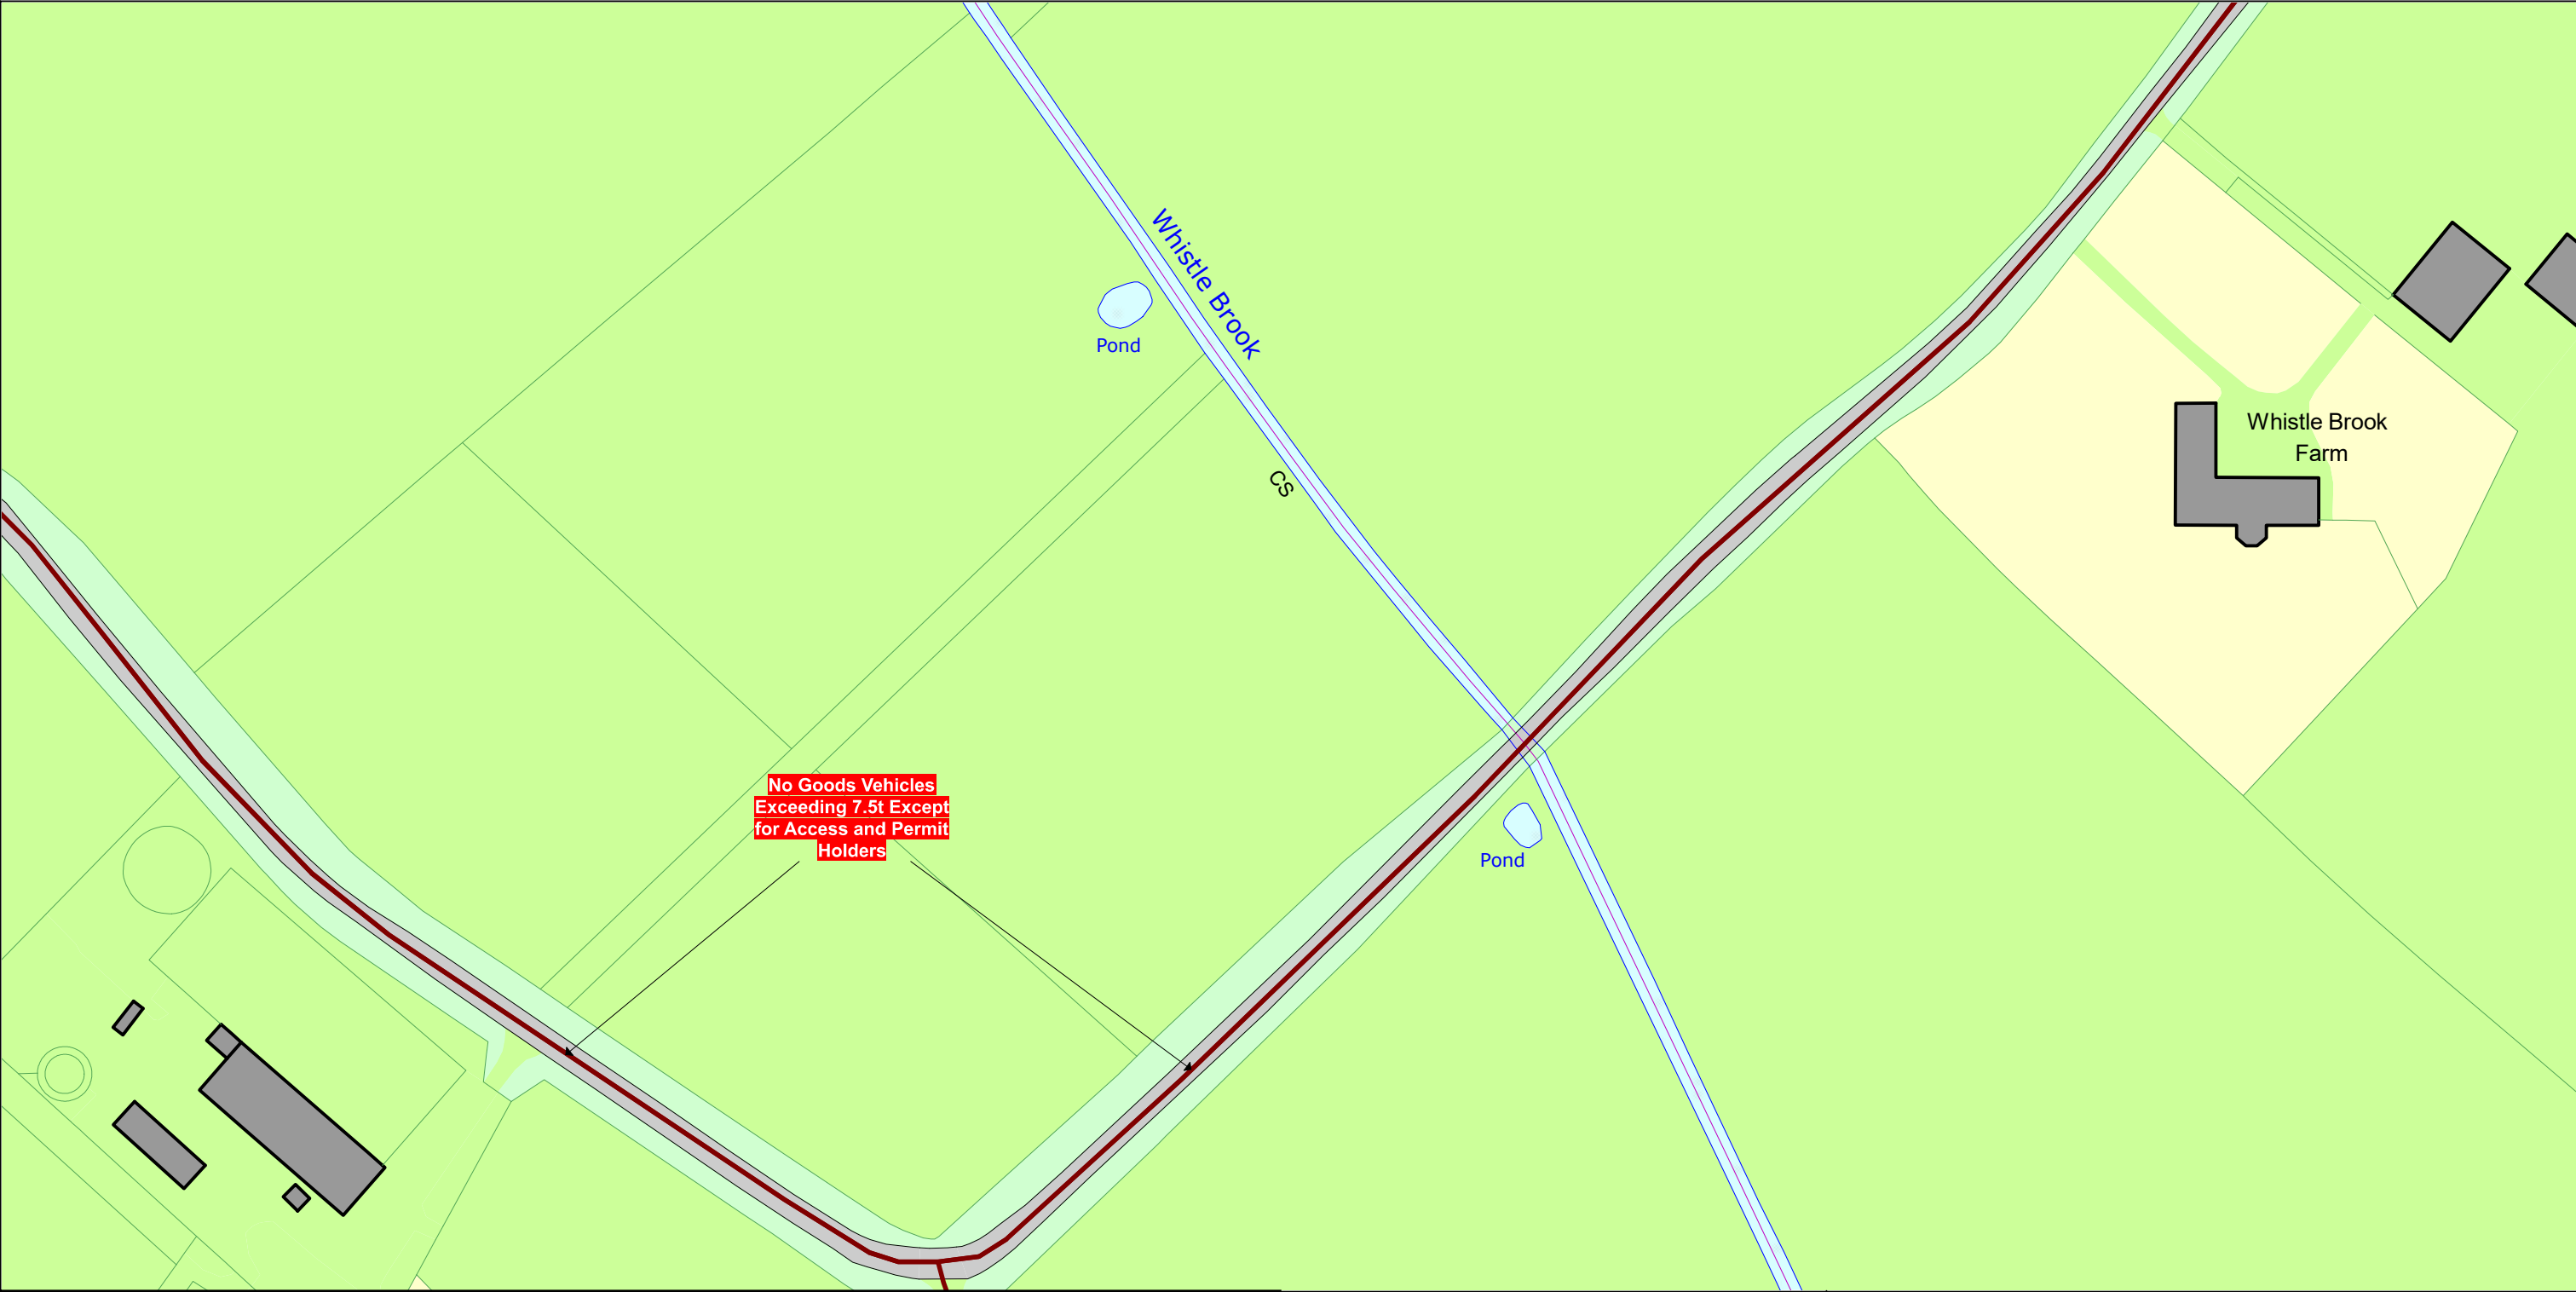 Whistle Brook
Pond
Whistle Brook
Farm
CS
No Goods Vehicles
Exceeding 7.5t Except
for Access and Permit
Holders
Pond